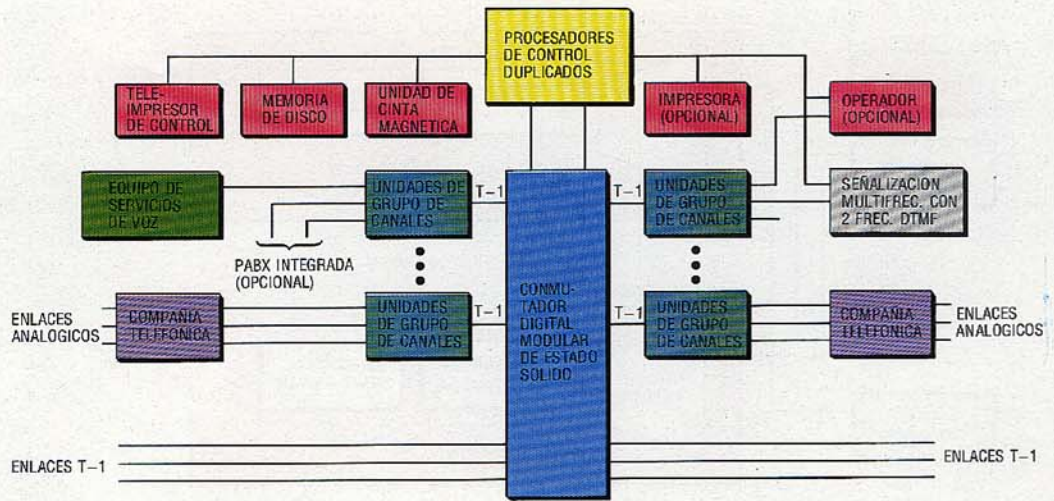 PROCESADORES
DE CONTROL
DUPLICADOS
TELE-
IMPRESOR
DE CONTROL
MEMORIA
DE DISCO
UNIDAD DE
CINTA
MAGNETICA
IMPRESORA
(OPCIONAL)
OPERADOR
(OPCIONAL)
EQUIPO DE
SERVICIOS
DE VOZ
UNIDADES DE
GRUPO DE
CANALES
T-1
T-1
UNIDADES
DE GRUPO
DE CANALES
SEÑALIZACION
MULTIFREC. CON
2 FREC. DTMF
PABX INTEGRADA
(OPCIONAL)
CONMU-
TADOR
DIGITAL
MODULAR
DE ESTADO
SOLIDO
ENLACES
ANALOGICOS
COMPAÑIA
TELEFONICA
UNIDADES
DE GRUPO
DE CANALES
T-1
T-1
UNIDADES
DE GRUPO
DE CANALES
COMPAÑIA
TELEFONICA
ENLACES
ANALOGICOS
ENLACES T-1
ENLACES T-1